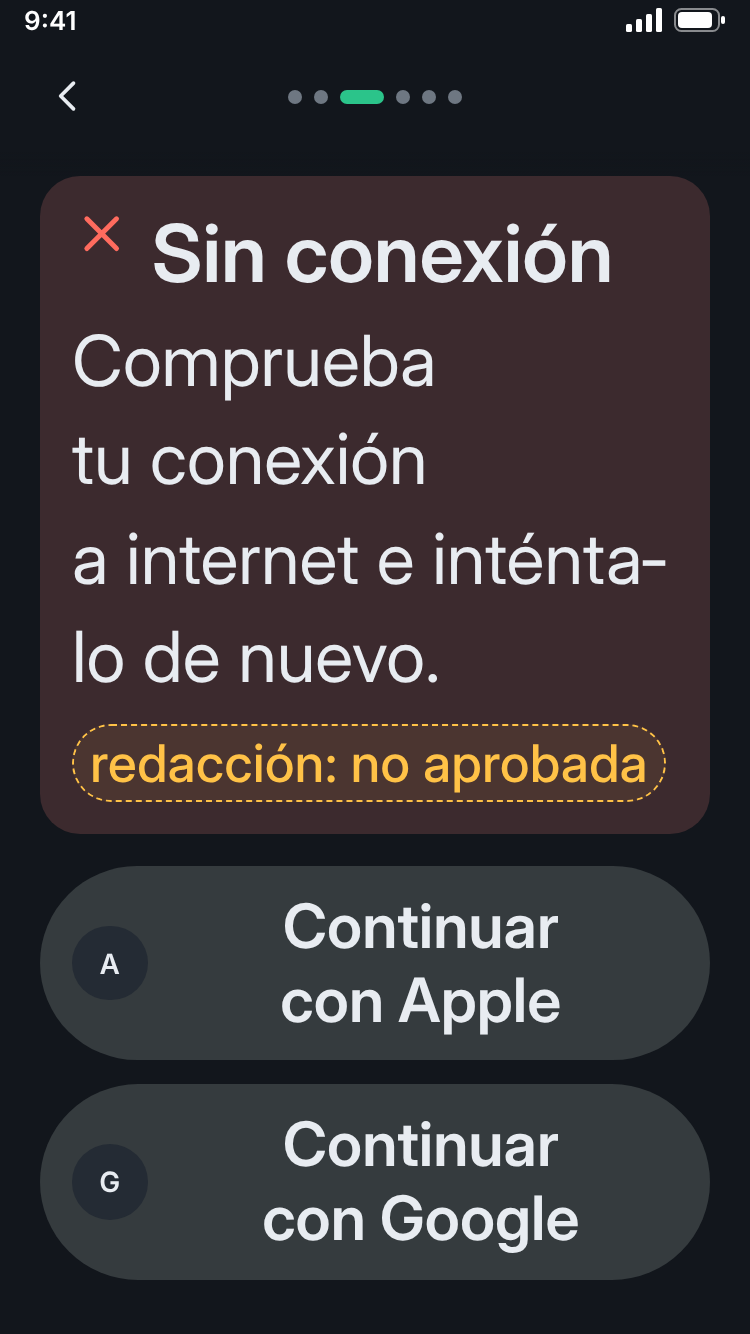 9:41
Sin conexión
Comprueba
tu conexión
a internet e inténta-
lo de nuevo.
redacción: no aprobada
A
Continuar
con Apple
G
Continuar
con Google